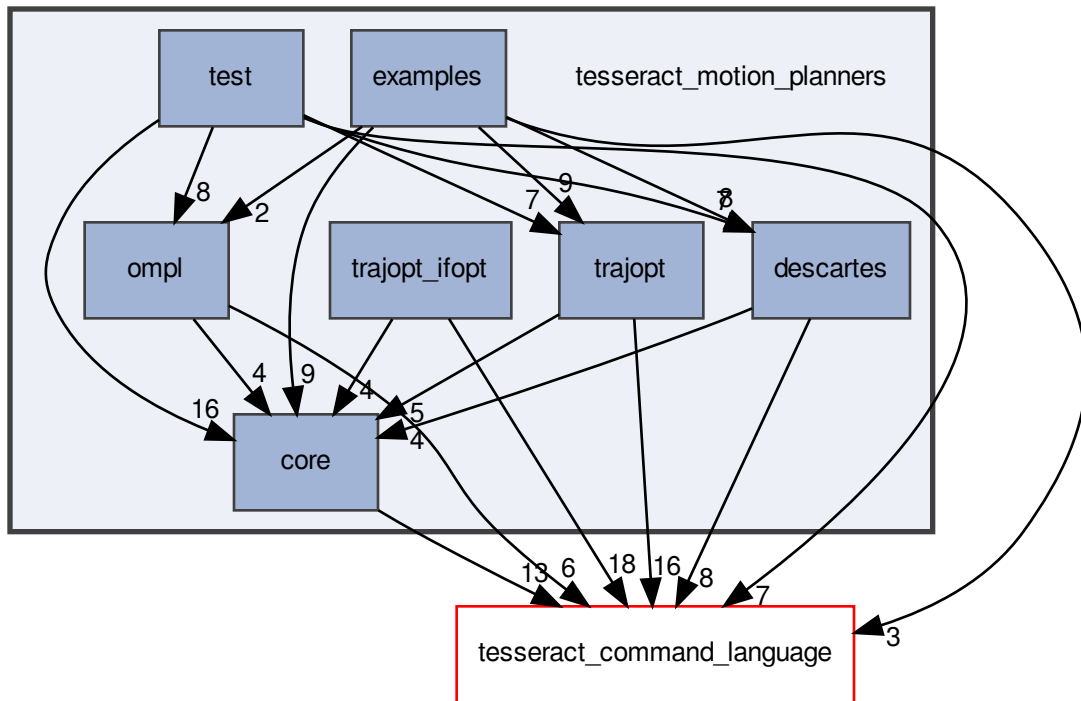 test
examples
tesseract_motion_planners
8
2
7
9
7
8
ompl
trajopt_ifopt
trajopt
descartes
16
4
9
4
5
4
core
13
6
18
16
8
7
3
tesseract_command_language